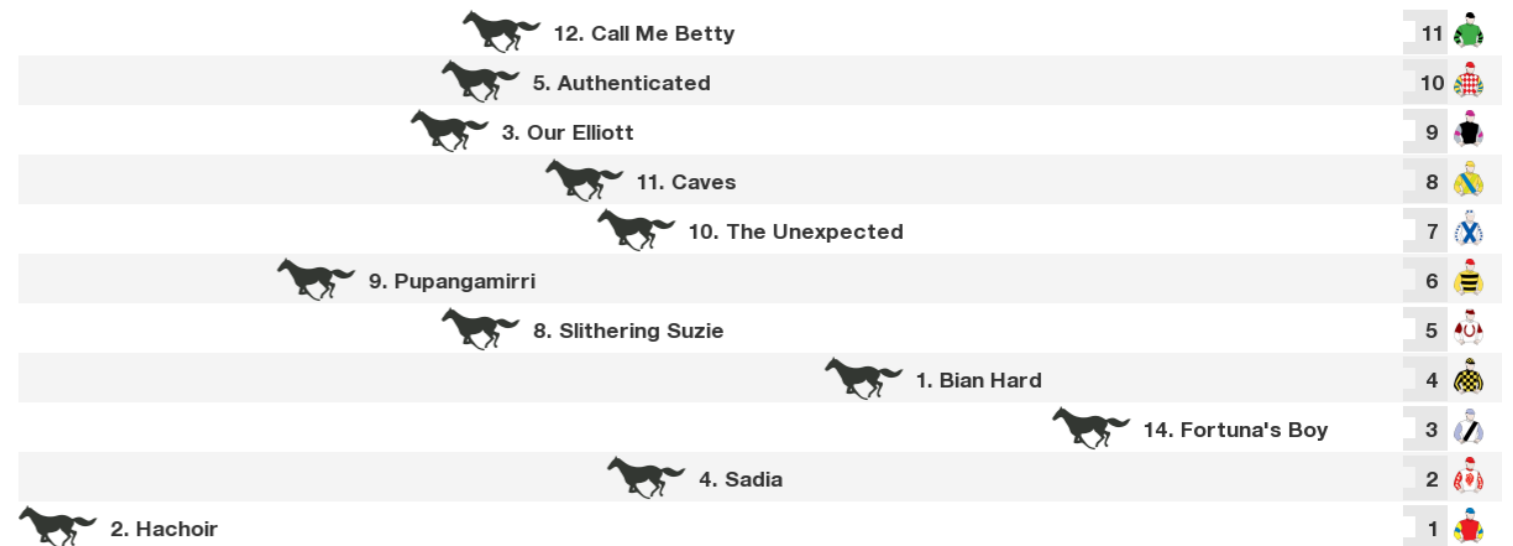 12. Call Me Betty 11
5. Authenticated 10
3. Our Elliott 9
11. Caves 8
10. The Unexpected 7
9. Pupangamirri 6
8. Slithering Suzie 5
1. Bian Hard 4
14. Fortuna's Boy 3
4. Sadia 2
2. Hachoir 1